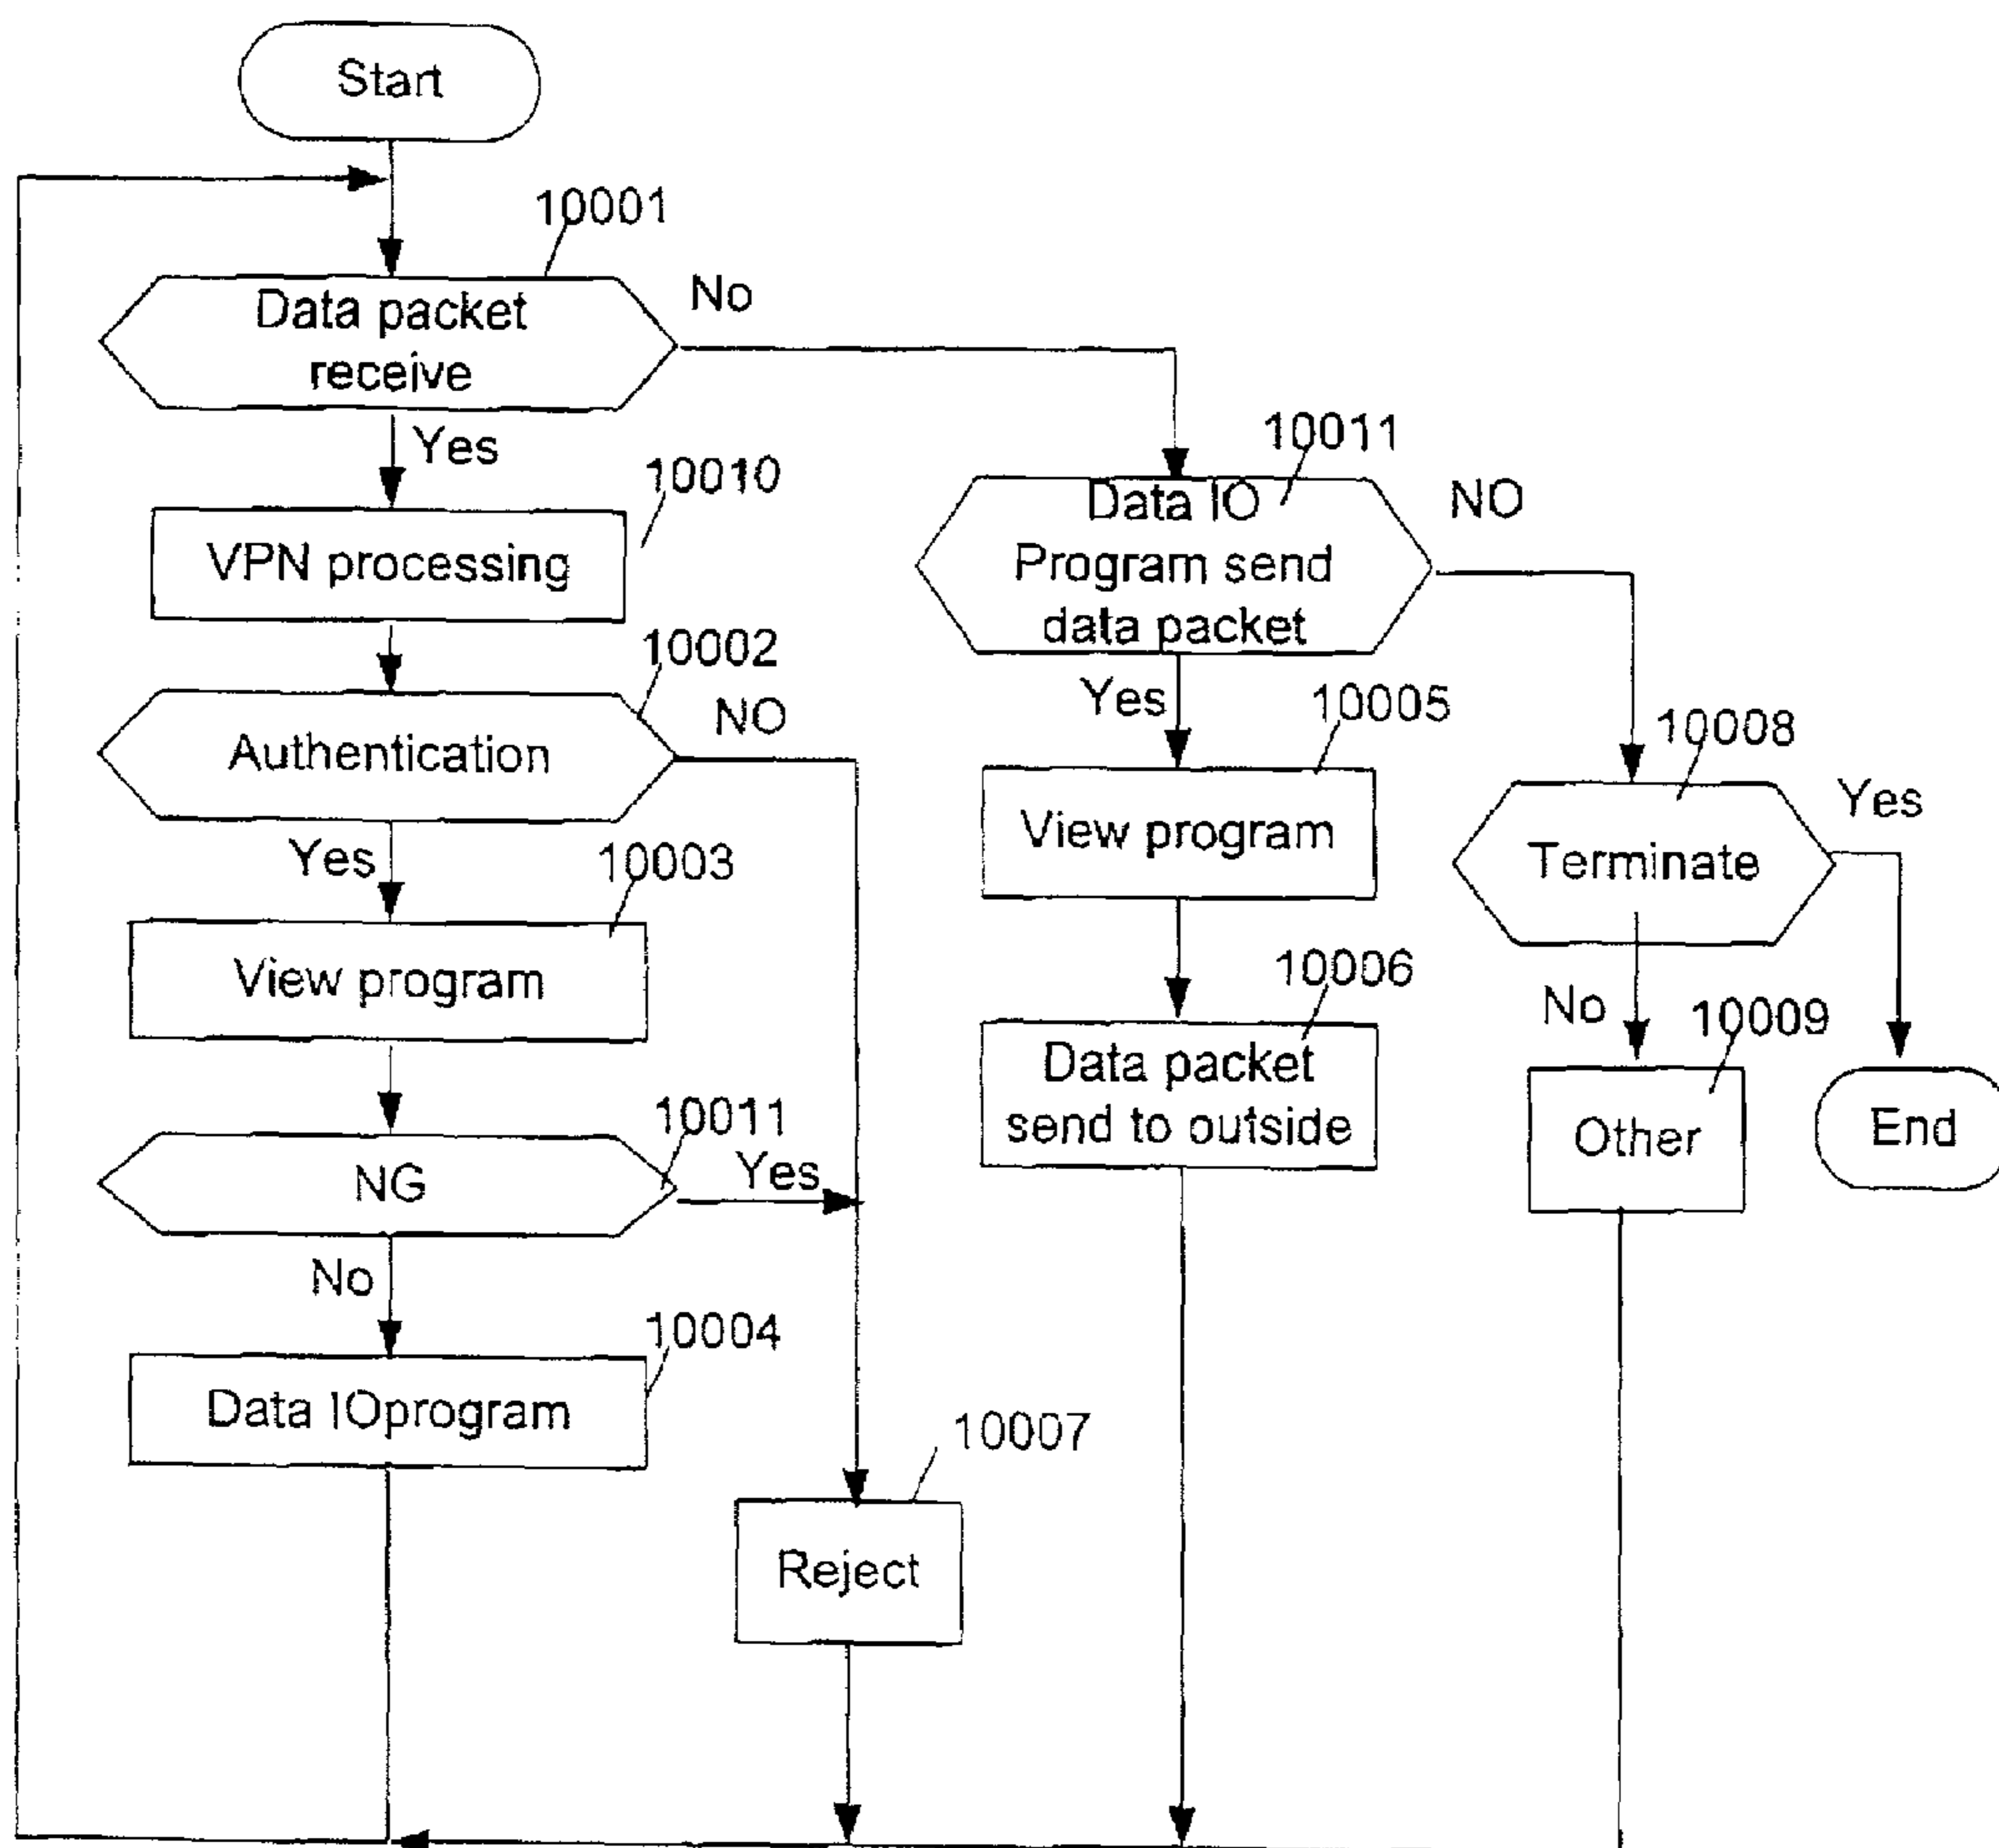 Start
10001
Data packet
receive
No
Yes
10010
VPN processing
10002
Authentication
NO
Yes
10003
View program
10011
NG
Yes
No
10004
Data IOprogram
10007
Reject
10011
Data IO
Program send
data packet
NO
Yes
10005
View program
10006
Data packet
send to outside
10008
Terminate
Yes
No
10009
Other
End